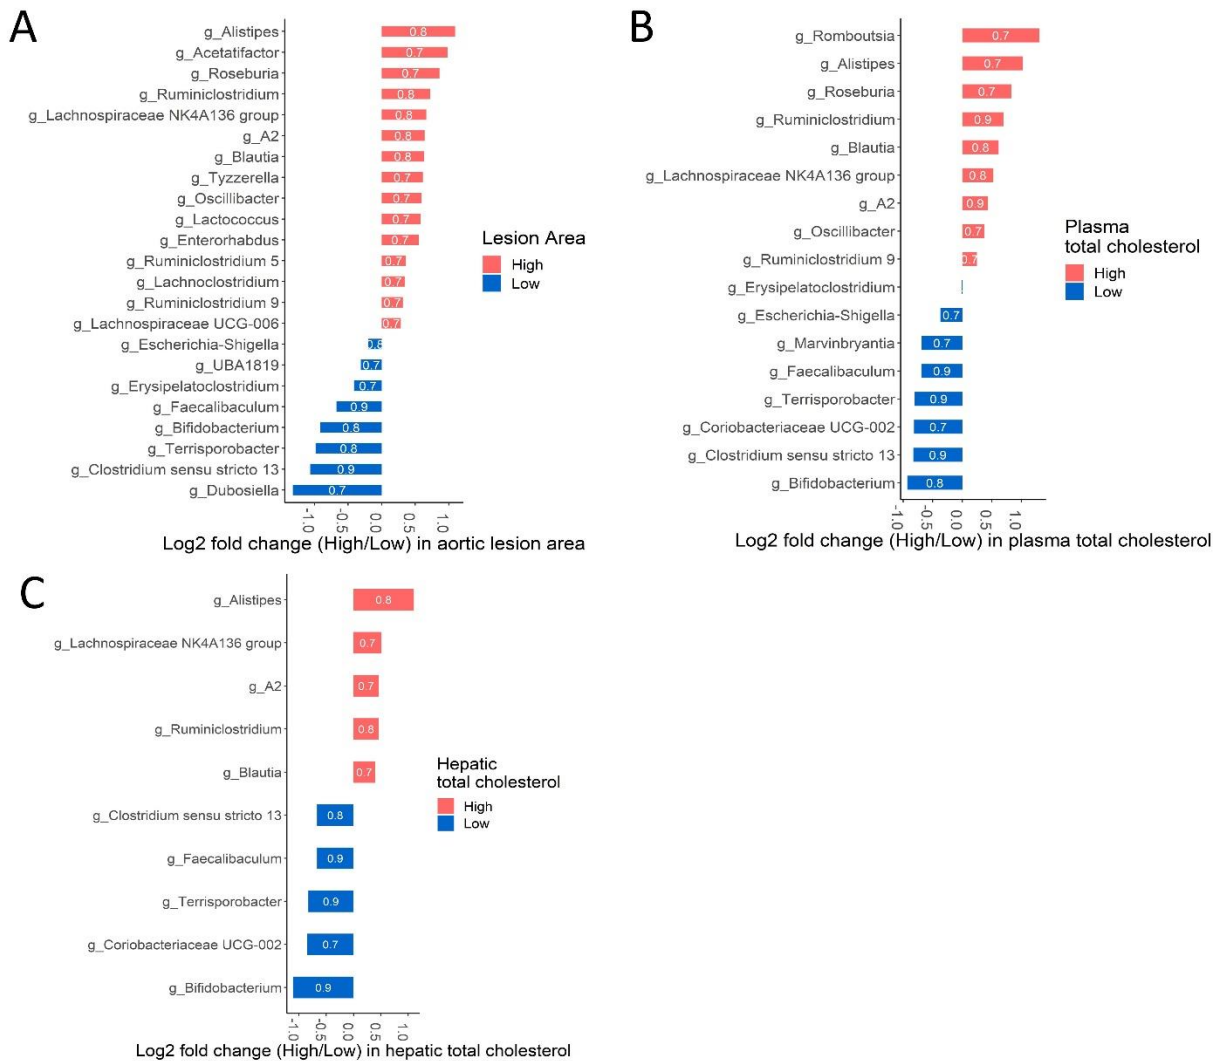 A
g_Alistipes 0.8
g_Acetatifactor 0.7
g_Roseburia 0.7
g_Ruminiclostridium 0.8
g_Lachnospiraceae NK4A136 group 0.8
g_A2 0.8
g_Blautia 0.8
g_Tyzzerella 0.7
g_Oscillibacter 0.7
g_Lactococcus 0.7
g_Enterorhabdus 0.7
g_Ruminiclostridium 5 0.7
g_Lachnoclostridium 0.7
g_Ruminiclostridium 9 0.7
g_Lachnospiraceae UCG-006 0.7
g_Escherichia-Shigella 0.8
g_UBA1819 0.7
g_Erysipelatoclostridium 0.7
g_Faecalibaculum 0.9
g_Bifidobacterium 0.8
g_Terrisporobacter 0.8
g_Clostridium sensu stricto 13 0.9
g_Dubosiella 0.7
-1.0 -0.5 0.0 0.5 1.0
Log2 fold change (High/Low) in aortic lesion area
Lesion Area
High
Low
B
g_Romboutsia 0.7
g_Alistipes 0.7
g_Roseburia 0.7
g_Ruminiclostridium 0.9
g_Blautia 0.8
g_Lachnospiraceae NK4A136 group 0.8
g_A2 0.9
g_Oscillibacter 0.7
g_Ruminiclostridium 9 0.7
g_Erysipelatoclostridium
g_Escherichia-Shigella 0.7
g_Marvinbryantia 0.7
g_Faecalibaculum 0.9
g_Terrisporobacter 0.9
g_Coriobacteriaceae UCG-002 0.7
g_Clostridium sensu stricto 13 0.9
g_Bifidobacterium 0.8
-1.0 -0.5 0.0 0.5 1.0
Log2 fold change (High/Low) in plasma total cholesterol
Plasma
total cholesterol
High
Low
C
g_Alistipes 0.8
g_Lachnospiraceae NK4A136 group 0.7
g_A2 0.7
g_Ruminiclostridium 0.8
g_Blautia 0.7
g_Clostridium sensu stricto 13 0.8
g_Faecalibaculum 0.9
g_Terrisporobacter 0.9
g_Coriobacteriaceae UCG-002 0.7
g_Bifidobacterium 0.9
-1.0 -0.5 0.0 0.5 1.0
Log2 fold change (High/Low) in hepatic total cholesterol
Hepatic
total cholesterol
High
Low